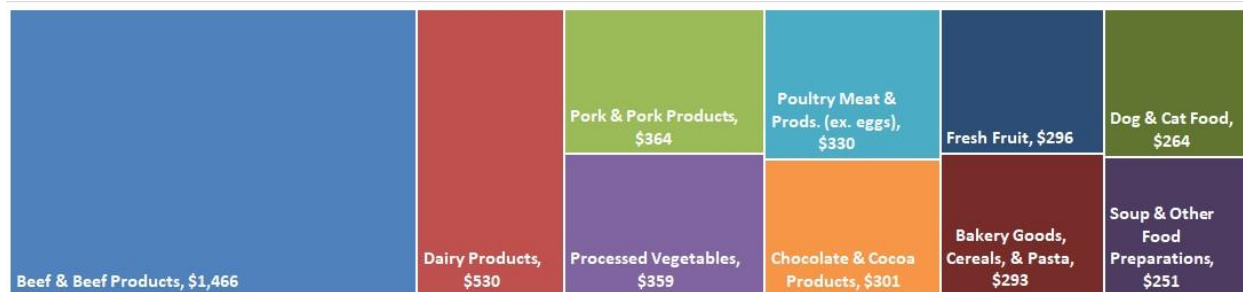 Beef & Beef Products, $1,466
Dairy Products,
$530
Pork & Pork Products,
$364
Processed Vegetables,
$359
Poultry Meat &
Prods. (ex. eggs),
$330
Chocolate & Cocoa
Products, $301
Fresh Fruit, $296
Bakery Goods,
Cereals, & Pasta,
$293
Dog & Cat Food,
$264
Soup & Other
Food
Preparations,
$251